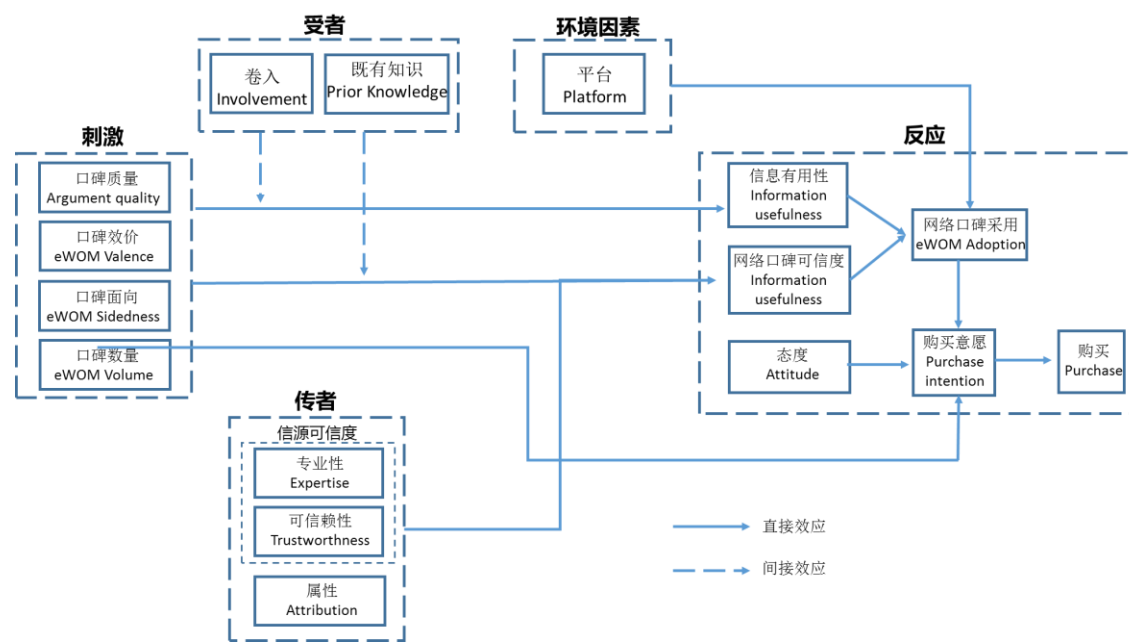 受者
卷入
Involvement
既有知识
Prior Knowledge
环境因素
平台
Platform
刺激
口碑质量
Argument quality
口碑效价
eWOM Valence
口碑面向
eWOM Sidedness
口碑数量
eWOM Volume
反应
信息有用性
Information
usefulness
网络口碑可信度
Information
usefulness
态度
Attitude
网络口碑采用
eWOM Adoption
购买意愿
Purchase
intention
购买
Purchase
传者
信源可信度
专业性
Expertise
可信赖性
Trustworthness
属性
Attribution
直接效应
间接效应